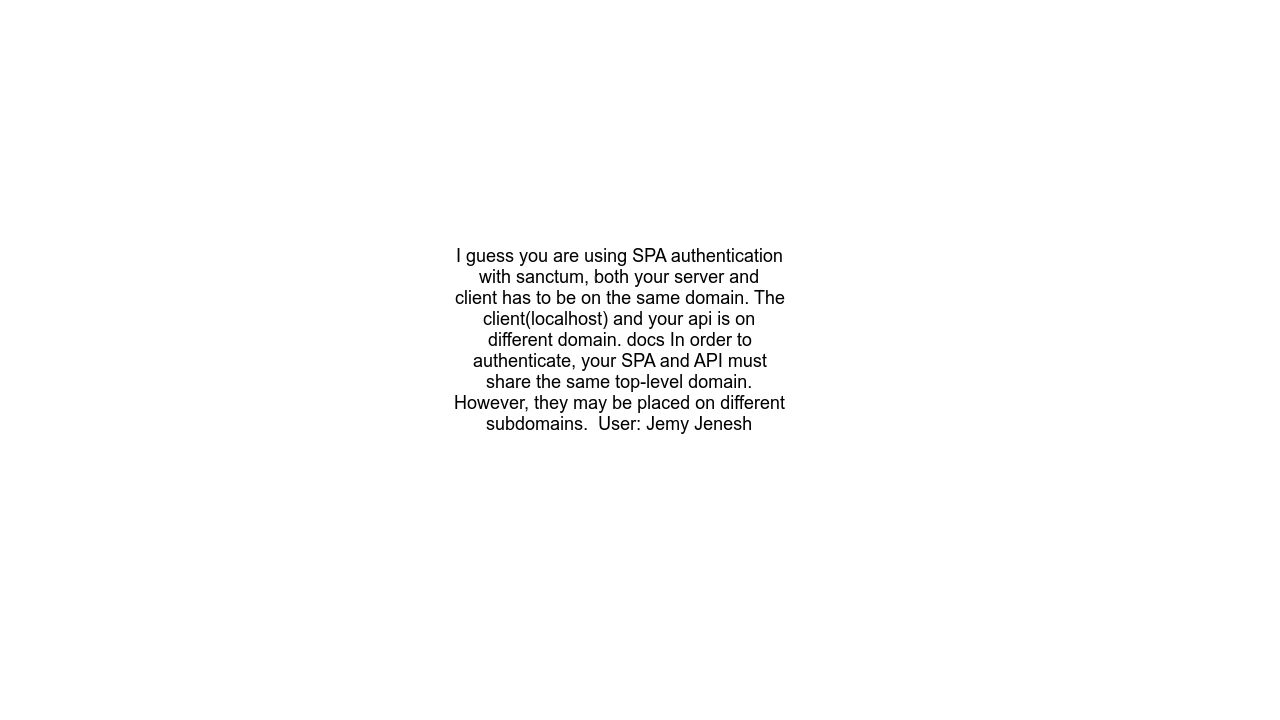 I guess you are using SPA authentication
with sanctum, both your server and
client has to be on the same domain. The
client(localhost) and your api is on
different domain. docs In order to
authenticate, your SPA and API must
share the same top-level domain.
However, they may be placed on different
subdomains.  User: Jemy Jenesh